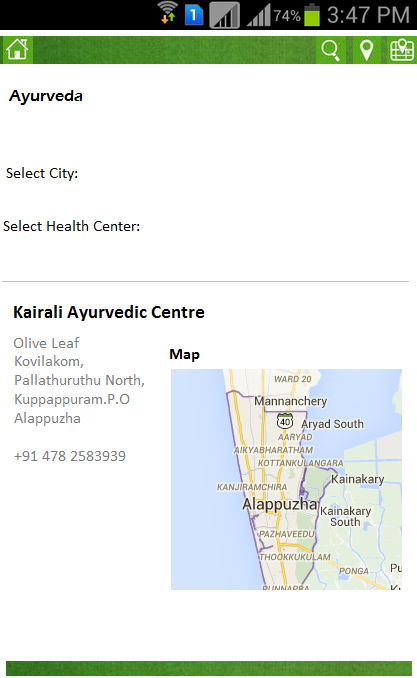 1 74% 3:47 PM
Ayurveda
Select City:
Select Health Center:
Kairali Ayurvedic Centre
Olive Leaf
Kovilakom,
Pallathuruthu North,
Kuppappuram.P.O
Alappuzha
+91 478 2583939
Map
WARD 20
Mannanchery
40
Aryad South
AARYAD
AIKYABHARATHAM
KOTTANKULANGARA
KANJIRAMCHIRA
Kainakary
Alappuzha
Kainakary
South
PAZHAVEEDU
THOOKKUKULAM
PONGA
Pu
PUNNAPRA